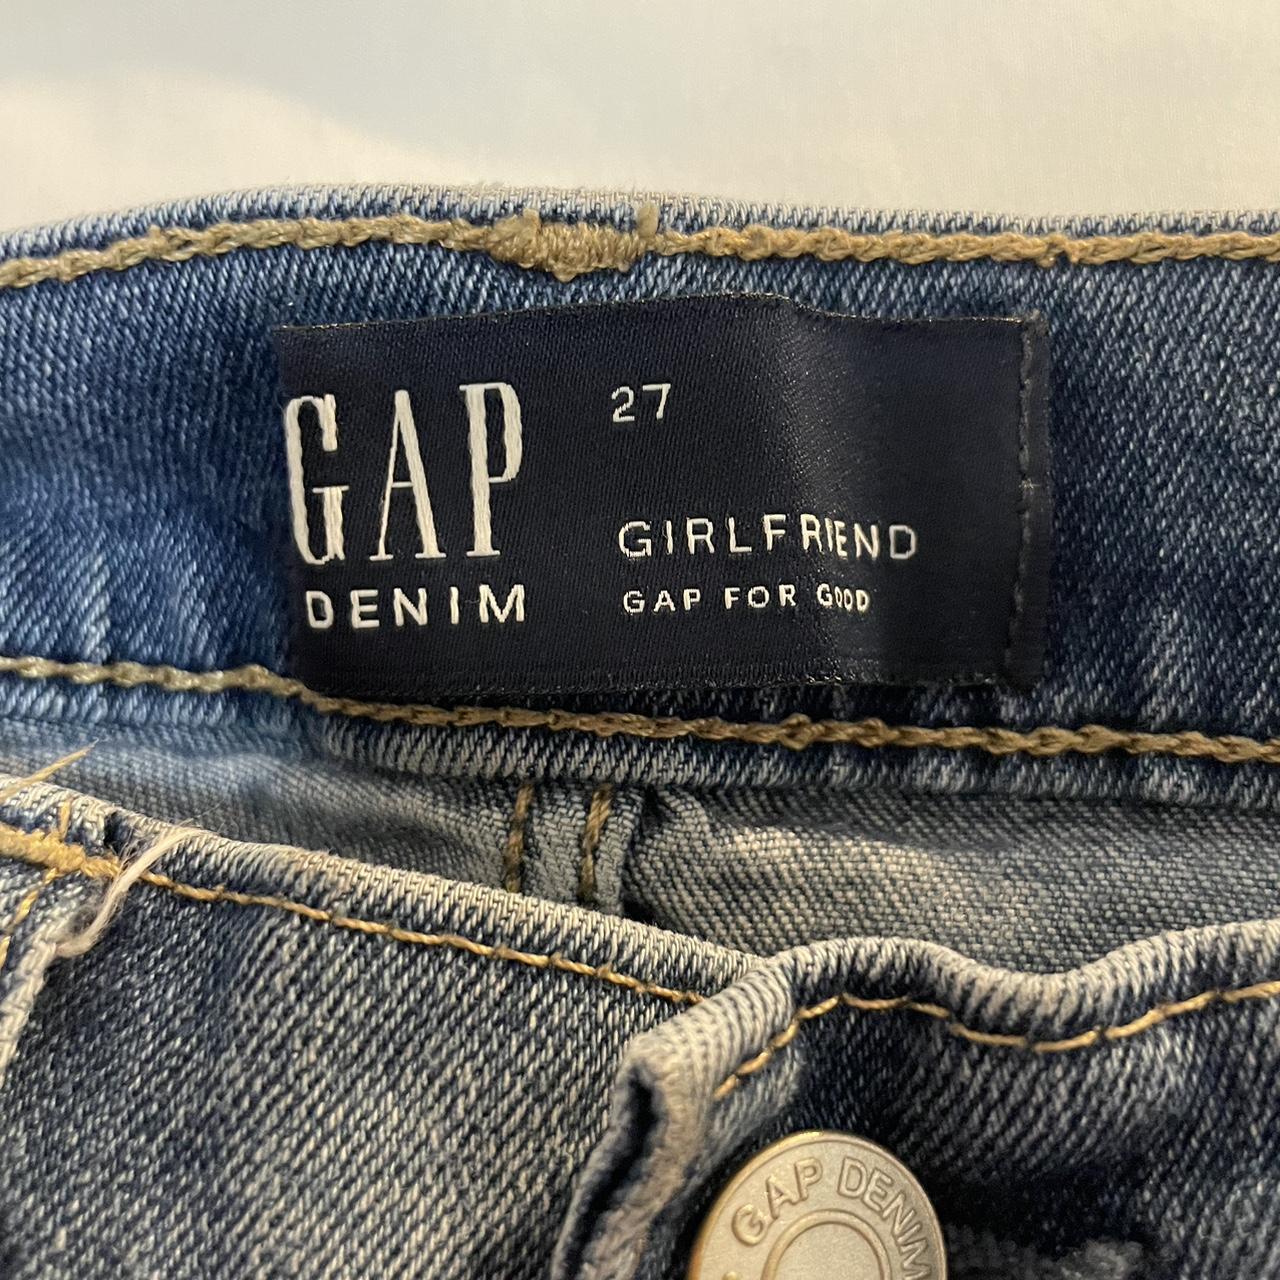 GAP
DENIM
27
GIRLFRIEND
GAP FOR GOOD
GAP DENIM